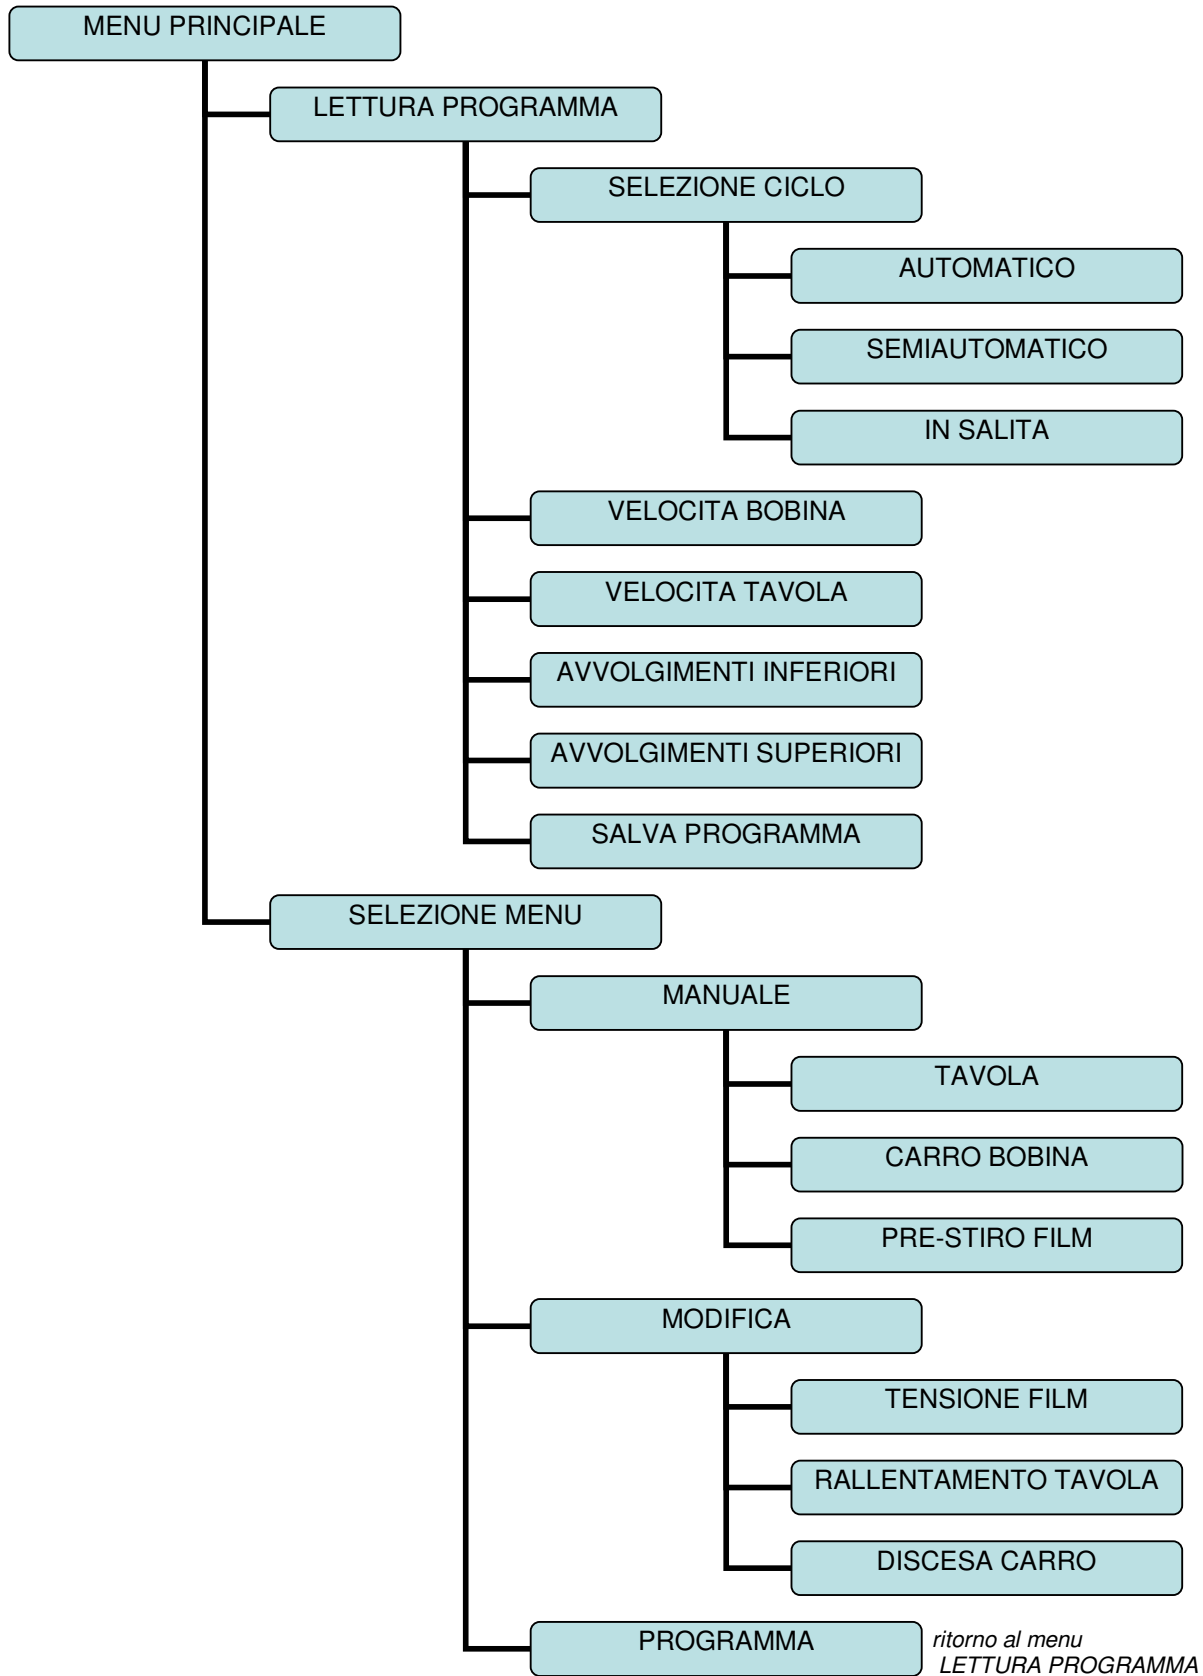 MENU PRINCIPALE
LETTURA PROGRAMMA
SELEZIONE CICLO
AUTOMATICO
SEMIAUTOMATICO
IN SALITA
VELOCITA BOBINA
VELOCITA TAVOLA
AVVOLGIMENTI INFERIORI
AVVOLGIMENTI SUPERIORI
SALVA PROGRAMMA
SELEZIONE MENU
MANUALE
TAVOLA
CARRO BOBINA
PRE-STIRO FILM
MODIFICA
TENSIONE FILM
RALLENTAMENTO TAVOLA
DISCESA CARRO
PROGRAMMA
ritorno al menu
LETTURA PROGRAMMA